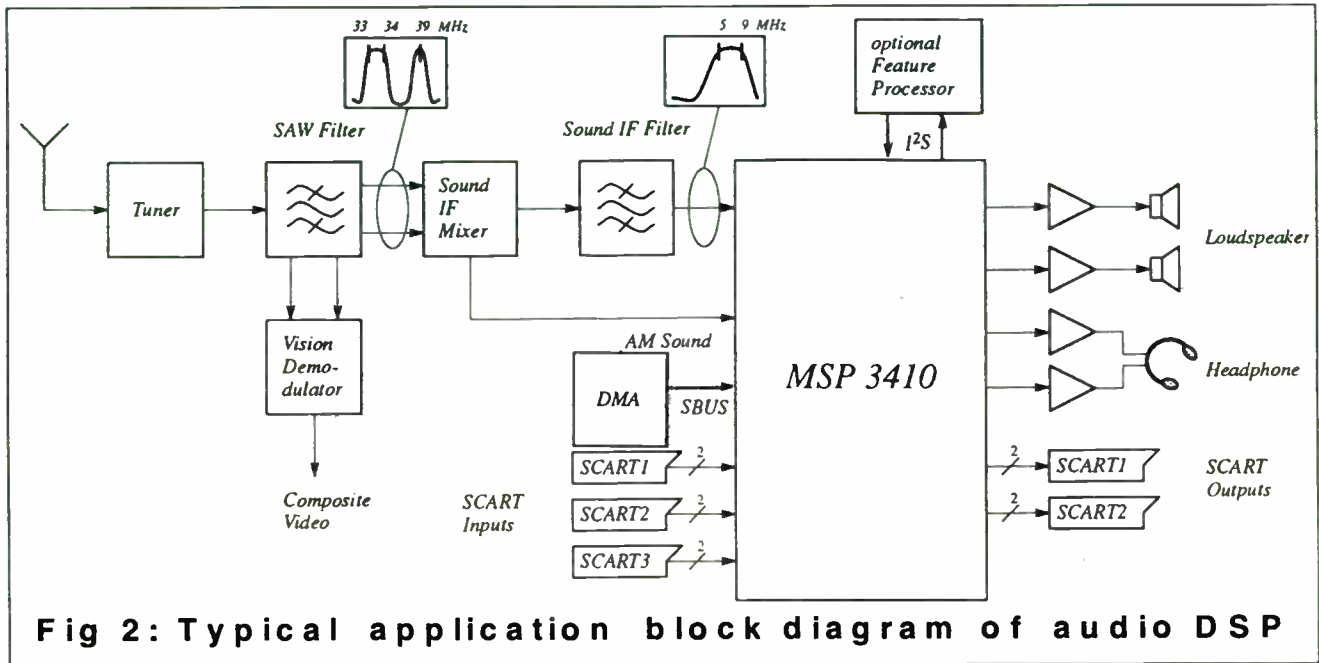 33 34 39 MHz
5 9 MHz
optional
Feature
Processor
I²S
SAW Filter
Sound IF Filter
Tuner
Sound
IF
Mixer
Loudspeaker
Vision
Demo-
dulator
AM Sound
DMA
SBUS
MSP 3410
Headphone
SCART1
2
SCART2
2
SCART3
2
Composite
Video
SCART
Inputs
2
SCART1
2
SCART2
SCART
Outputs
Fig 2: Typical application block diagram of audio DSP